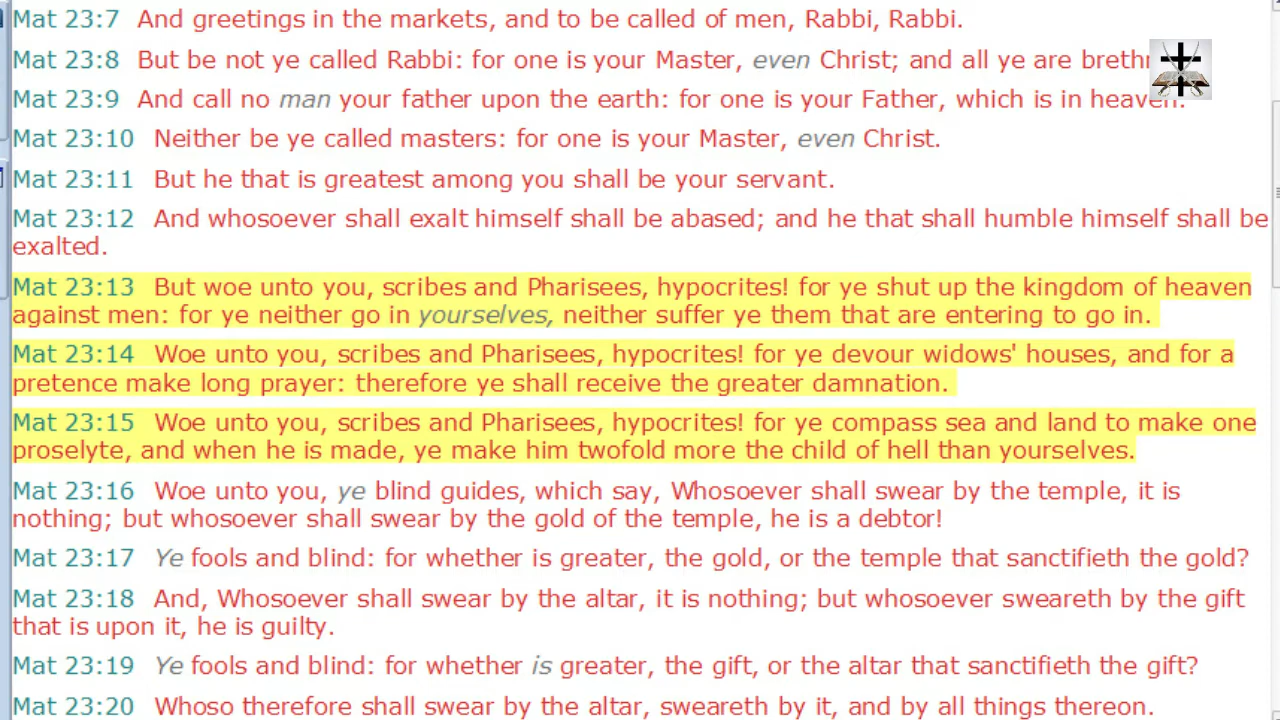 Mat 23:7 And greetings in the markets, and to be called of men, Rabbi, Rabbi.
Mat 23:8 But be not ye called Rabbi: for one is your Master, even Christ; and all ye are
Mat 23:9 And call no man your father upon the earth: for one is your Father, which is in heaven.
Mat 23:10 Neither be ye called masters: for one is your Master, even Christ.
Mat 23:11 But he that is greatest among you shall be your servant.
Mat 23:12 And whosoever shall exalt himself shall be abased; and he that shall humble himself shall be
exalted.
Mat 23:13 But woe unto you, scribes and Pharisees, hypocrites! for ye shut up the kingdom of heaven
against men: for ye neither go in yourselves, neither suffer ye them that are entering to go in.
Mat 23:14 Woe unto you, scribes and Pharisees, hypocrites! for ye devour widows' houses, and for a
pretence make long prayer: therefore ye shall receive the greater damnation.
Mat 23:15 Woe unto you, scribes and Pharisees, hypocrites! for ye compass sea and land to make one
proselyte, and when he is made, ye make him twofold more the child of hell than yourselves.
Mat 23:16 Woe unto you, ye blind guides, which say, Whosoever shall swear by the temple, it is
nothing; but whosoever shall swear by the gold of the temple, he is a debtor!
Mat 23:17 Ye fools and blind: for whether is greater, the gold, or the temple that sanctifieth the gold?
Mat 23:18 And, Whosoever shall swear by the altar, it is nothing; but whosoever sweareth by the gift
that is upon it, he is guilty.
Mat 23:19 Ye fools and blind: for whether is greater, the gift, or the altar that sanctifieth the gift?
Mat 23:20 Whoso therefore shall swear by the altar, sweareth by it, and by all things thereon.